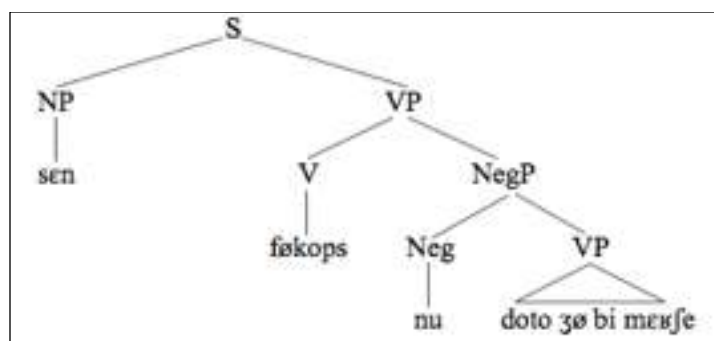 S
NP VP
sɛn V NegP
føkops Neg VP
nu doto ʒø bi mɛʁʃe